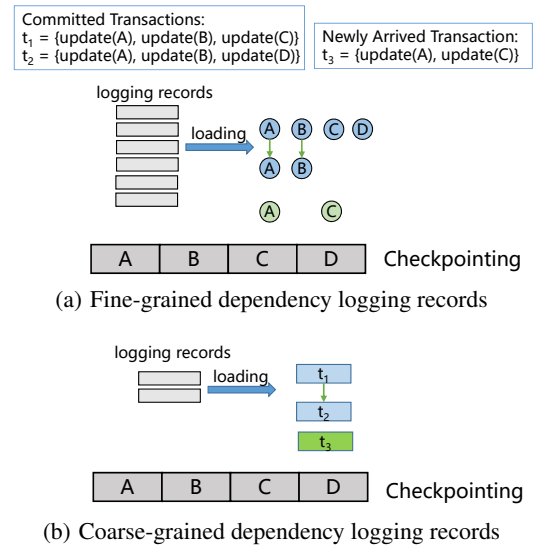 Committed Transactions:
t₁ = {update(A), update(B), update(C)}
t₂ = {update(A), update(B), update(D)}
Newly Arrived Transaction:
t₃ = {update(A), update(C)}
logging records
loading
A B C D
A B
A C
A B C D Checkpointing
(a) Fine-grained dependency logging records
logging records
loading
t₁
t₂
t₃
A B C D Checkpointing
(b) Coarse-grained dependency logging records